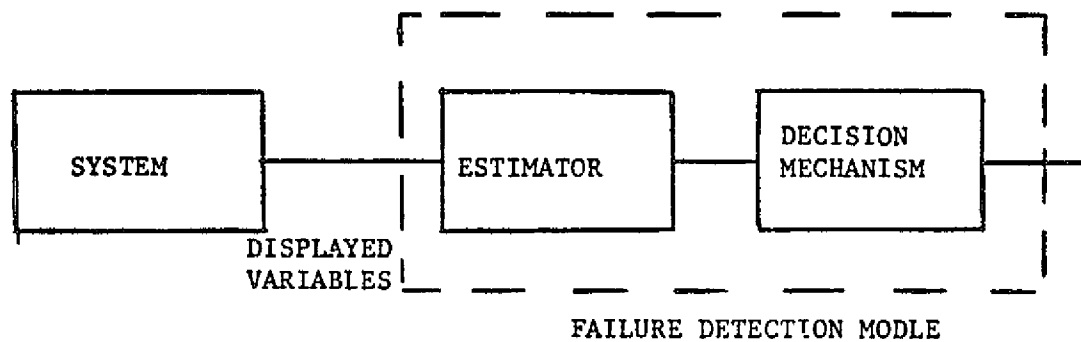 SYSTEM
ESTIMATOR
DECISION
MECHANISM
DISPLAYED
VARIABLES
FAILURE DETECTION MODLE